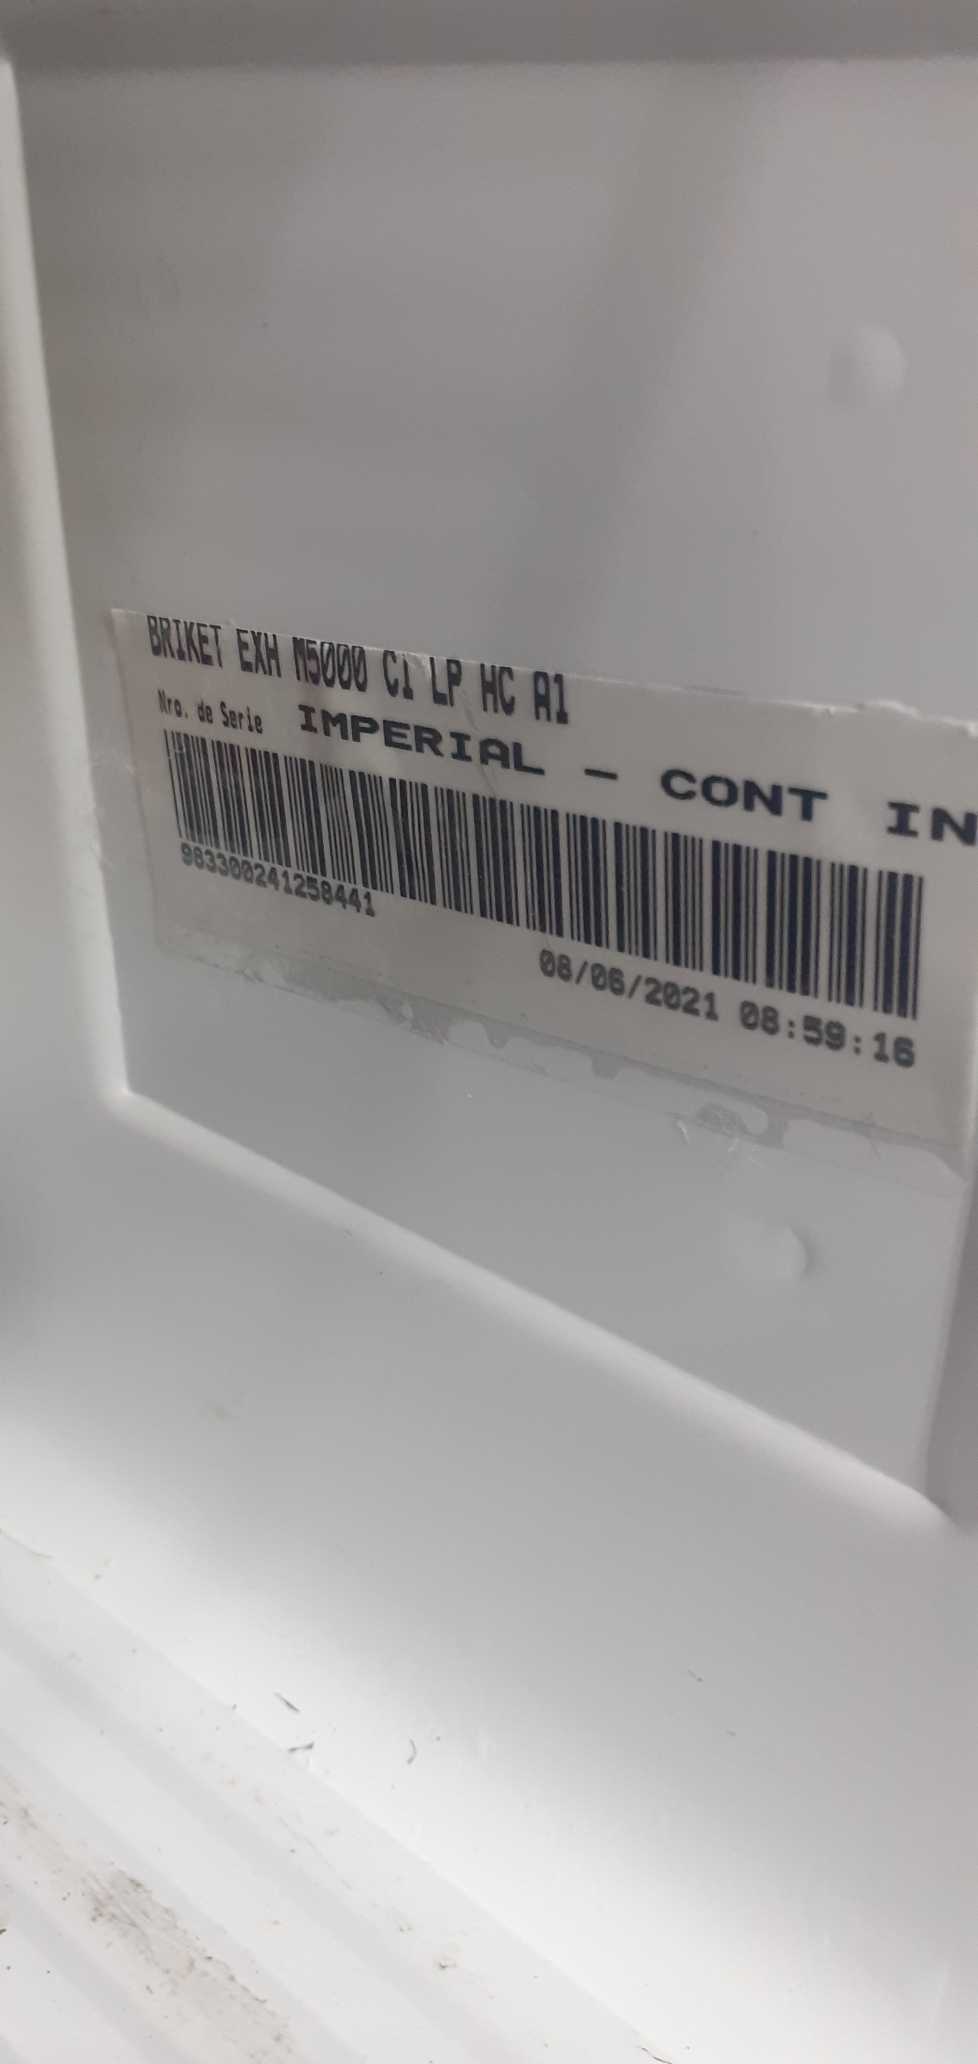 BRIKET EXH M5000 C1 LP HC A1
Nro. de Serie IMPERIAL - CONT IN
983300241258441
08/06/2021 08:59:16